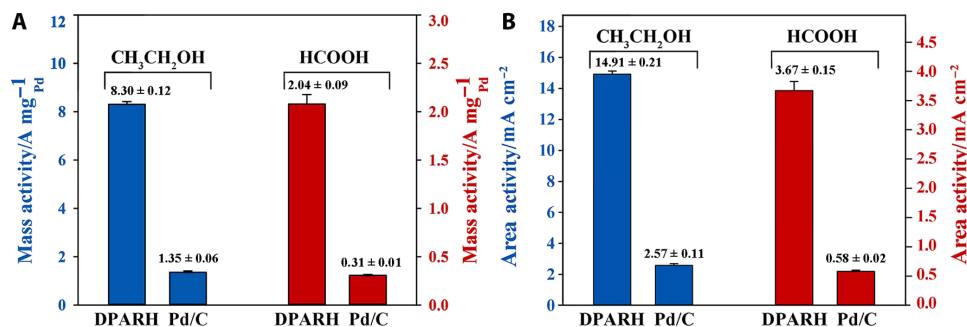 A
12
10
8
6
4
2
0
Mass activity/A mg⁻¹Pd
CH₃CH₂OH
HCOOH
8.30 ± 0.12
2.04 ± 0.09
1.35 ± 0.06
0.31 ± 0.01
3.0
2.5
2.0
1.5
1.0
0.5
0.0
Mass activity/A mg⁻¹Pd
DPARH Pd/C DPARH Pd/C
B
18
16
14
12
10
8
6
4
2
0
Area activity/mA cm⁻²
CH₃CH₂OH
HCOOH
14.91 ± 0.21
3.67 ± 0.15
2.57 ± 0.11
0.58 ± 0.02
4.5
4.0
3.5
3.0
2.5
2.0
1.5
1.0
0.5
0.0
Area activity/mA cm⁻²
DPARH Pd/C DPARH Pd/C